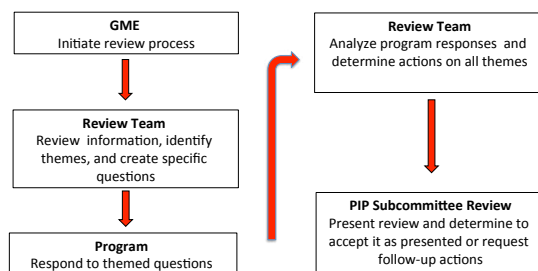 GME
Initiate review process
Review Team
Review information, identify
themes, and create specific
questions
Program
Respond to themed questions
Review Team
Analyze program responses and
determine actions on all themes
PIP Subcommittee Review
Present review and determine to
accept it as presented or request
follow-up actions